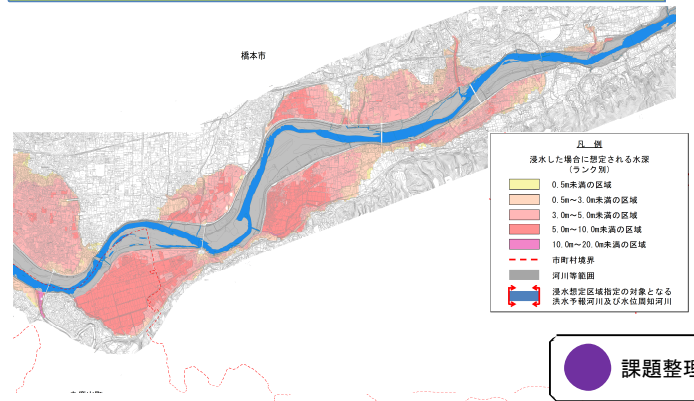 橋本市
凡 例
浸水した場合に想定される水深
(ランク別)
0.5m未満の区域
0.5m～3.0m未満の区域
3.0m～5.0m未満の区域
5.0m～10.0m未満の区域
10.0m～20.0m未満の区域
市町村境界
河川等範囲
浸水想定区域指定の対象となる
洪水予報河川及び水位周知河川
課題整理